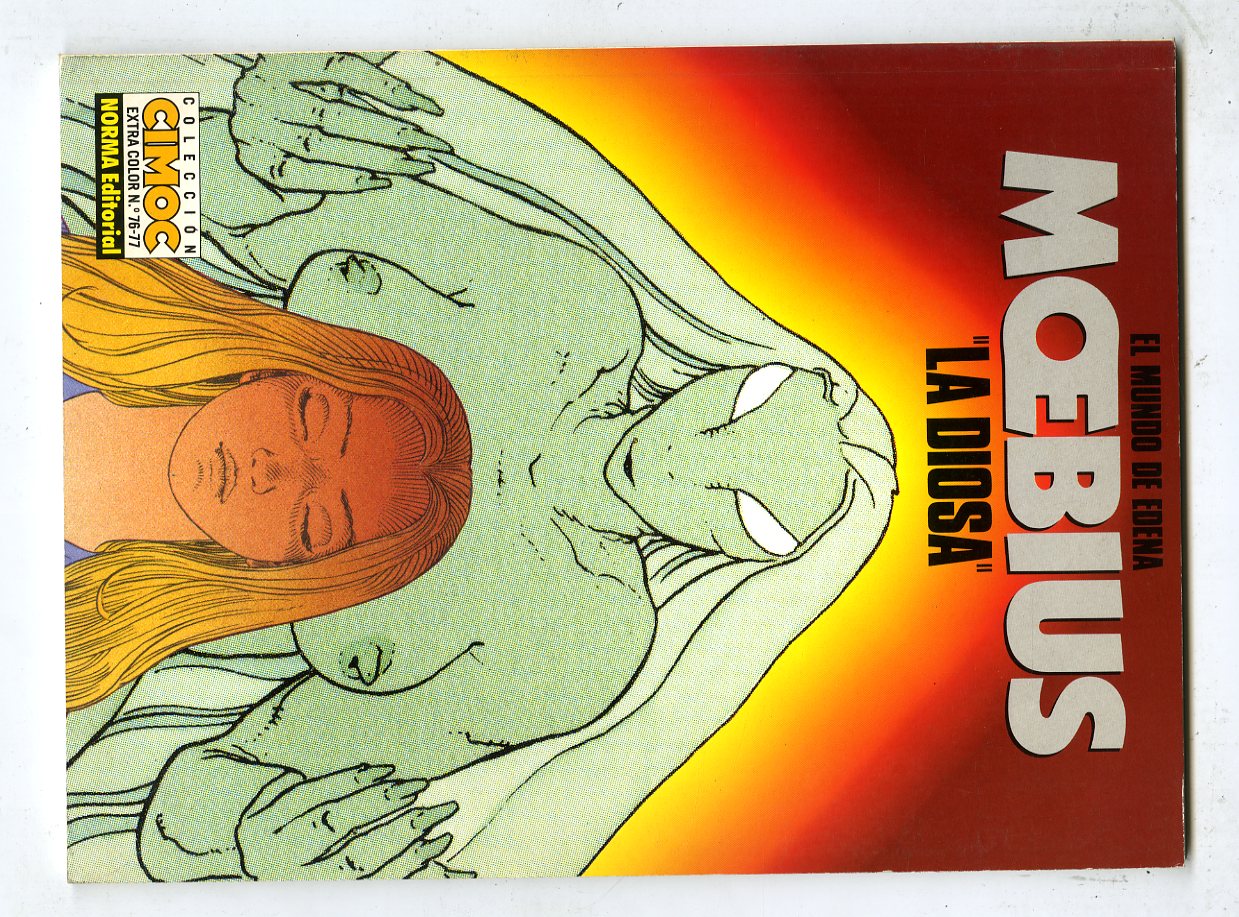 EL MUNDO DE EDENA
MŒBIUS
"LA DIOSA"
COLECCIÓN
CIMOC
EXTRA COLOR N.º 76-77
NORMA Editorial